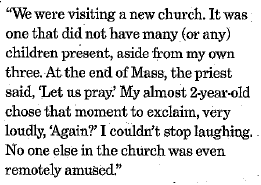 “We were visiting a new church. It was
one that did not have many (or any)
children present, aside from my own
three. At the end of Mass, the priest
said, ‘Let us pray.’ My almost 2-year-old
chose that moment to exclaim, very
loudly, ‘Again?’ I couldn’t stop laughing.
No one else in the church was even
remotely amused.”